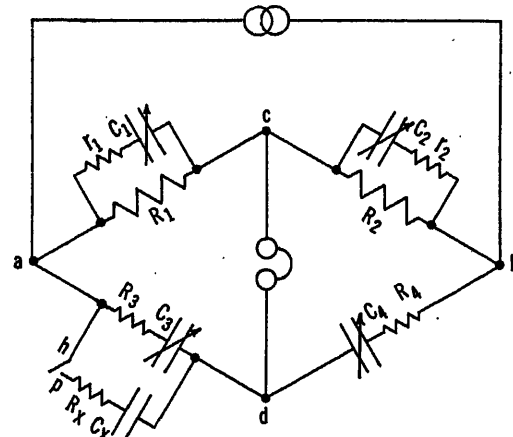 c
C₁
r₁
R₁
C₂
r₂
R₂
a
R₃
C₃
C₄
R₄
h
p
Rₓ
Cₓ
d